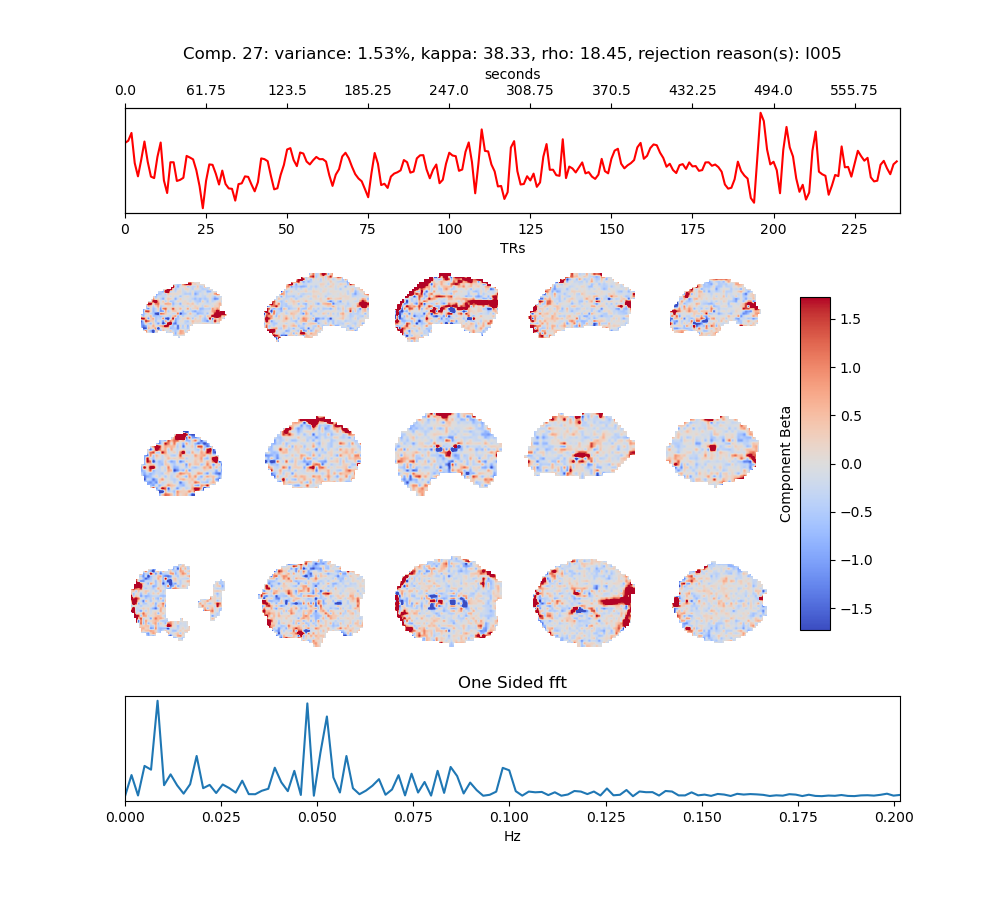 Comp. 27: variance: 1.53%, kappa: 38.33, rho: 18.45, rejection reason(s): I005
seconds
0.0 61.75 123.5 185.25 247.0 308.75 370.5 432.25 494.0 555.75
0 25 50 75 100 125 150 175 200 225
TRs
1.5
1.0
0.5
0.0
−0.5
−1.0
−1.5
Component Beta
One Sided fft
0.000 0.025 0.050 0.075 0.100 0.125 0.150 0.175 0.200
Hz